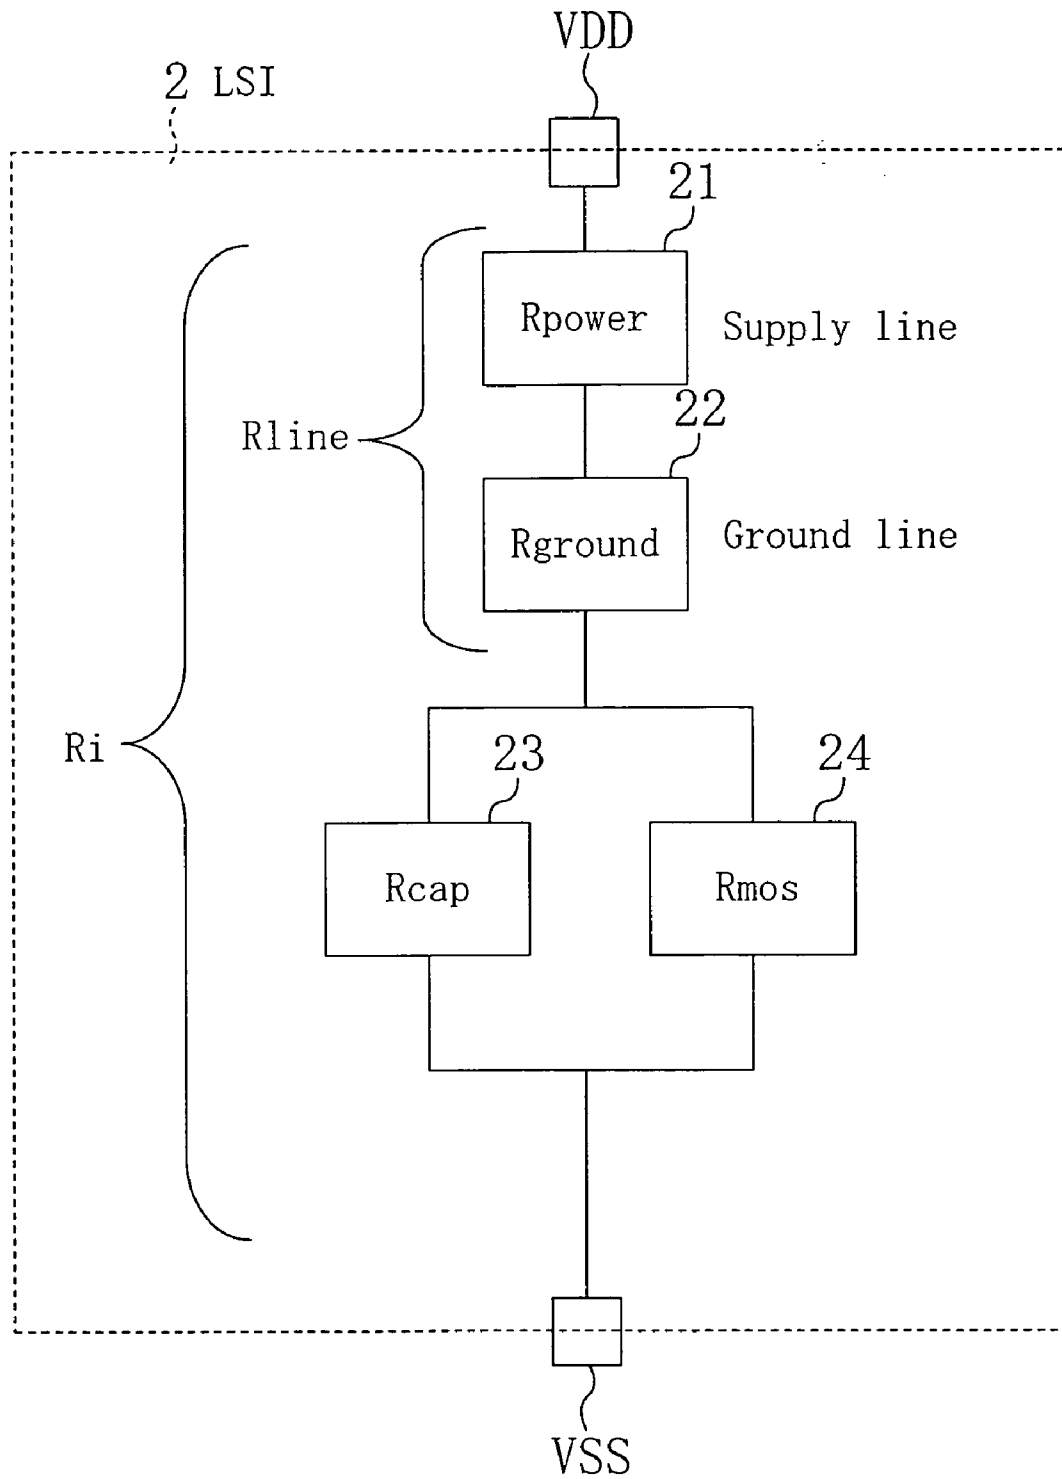 VDD
2 LSI
21
Rpower
Supply line
22
Rline
Rground
Ground line
Ri
23
24
Rcap
Rmos
VSS